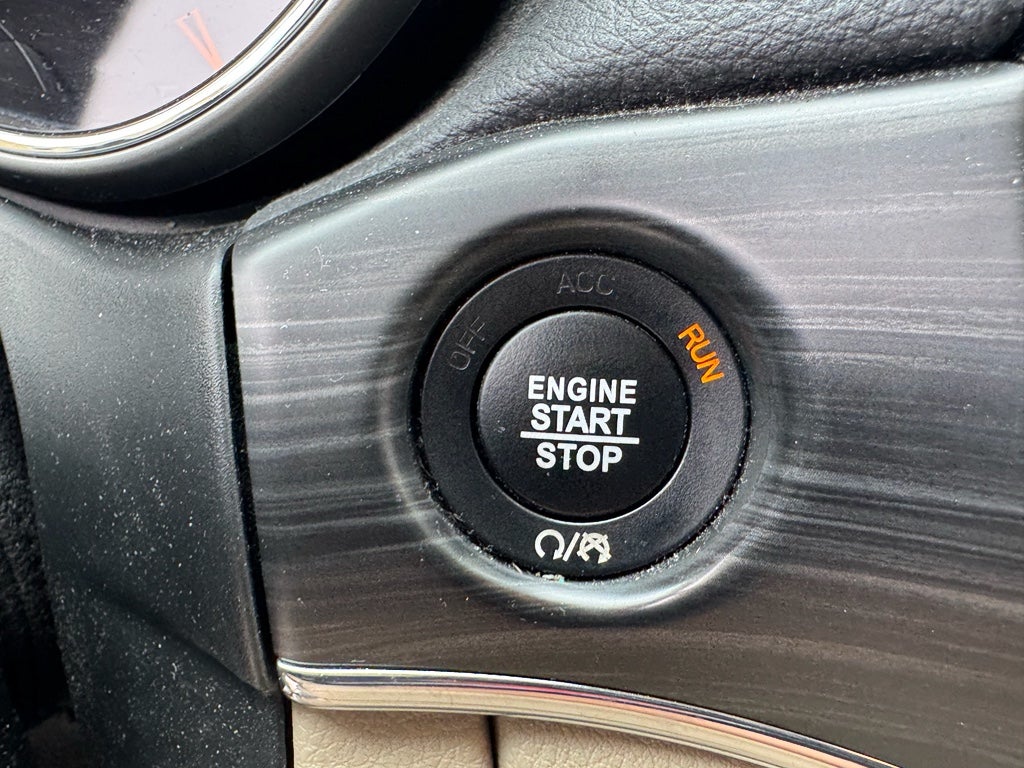 OFF
ACC
RUN
ENGINE
START
STOP